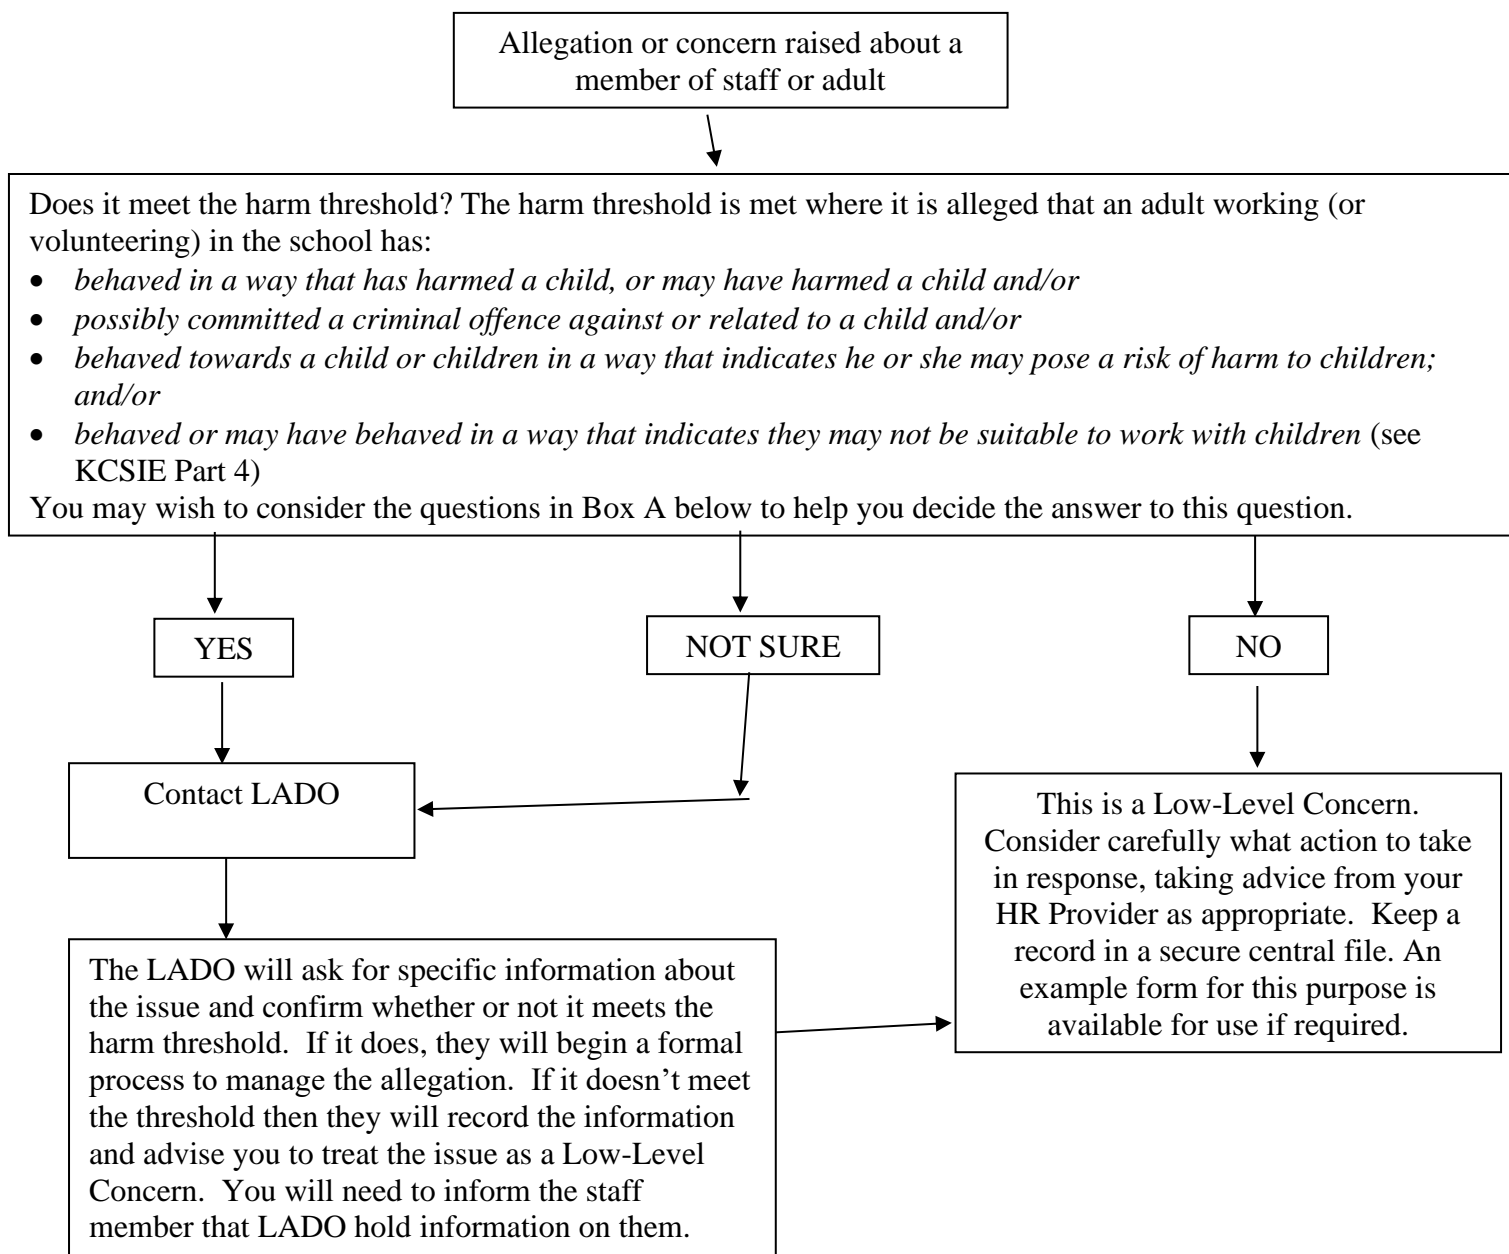 Allegation or concern raised about a
member of staff or adult
Does it meet the harm threshold? The harm threshold is met where it is alleged that an adult working (or
volunteering) in the school has:
• behaved in a way that has harmed a child, or may have harmed a child and/or
• possibly committed a criminal offence against or related to a child and/or
• behaved towards a child or children in a way that indicates he or she may pose a risk of harm to children;
and/or
• behaved or may have behaved in a way that indicates they may not be suitable to work with children (see
KCSIE Part 4)
You may wish to consider the questions in Box A below to help you decide the answer to this question.
YES
NOT SURE
NO
Contact LADO
This is a Low-Level Concern.
Consider carefully what action to take
in response, taking advice from your
HR Provider as appropriate.  Keep a
record in a secure central file. An
example form for this purpose is
available for use if required.
The LADO will ask for specific information about
the issue and confirm whether or not it meets the
harm threshold.  If it does, they will begin a formal
process to manage the allegation.  If it doesn’t meet
the threshold then they will record the information
and advise you to treat the issue as a Low-Level
Concern.  You will need to inform the staff
member that LADO hold information on them.